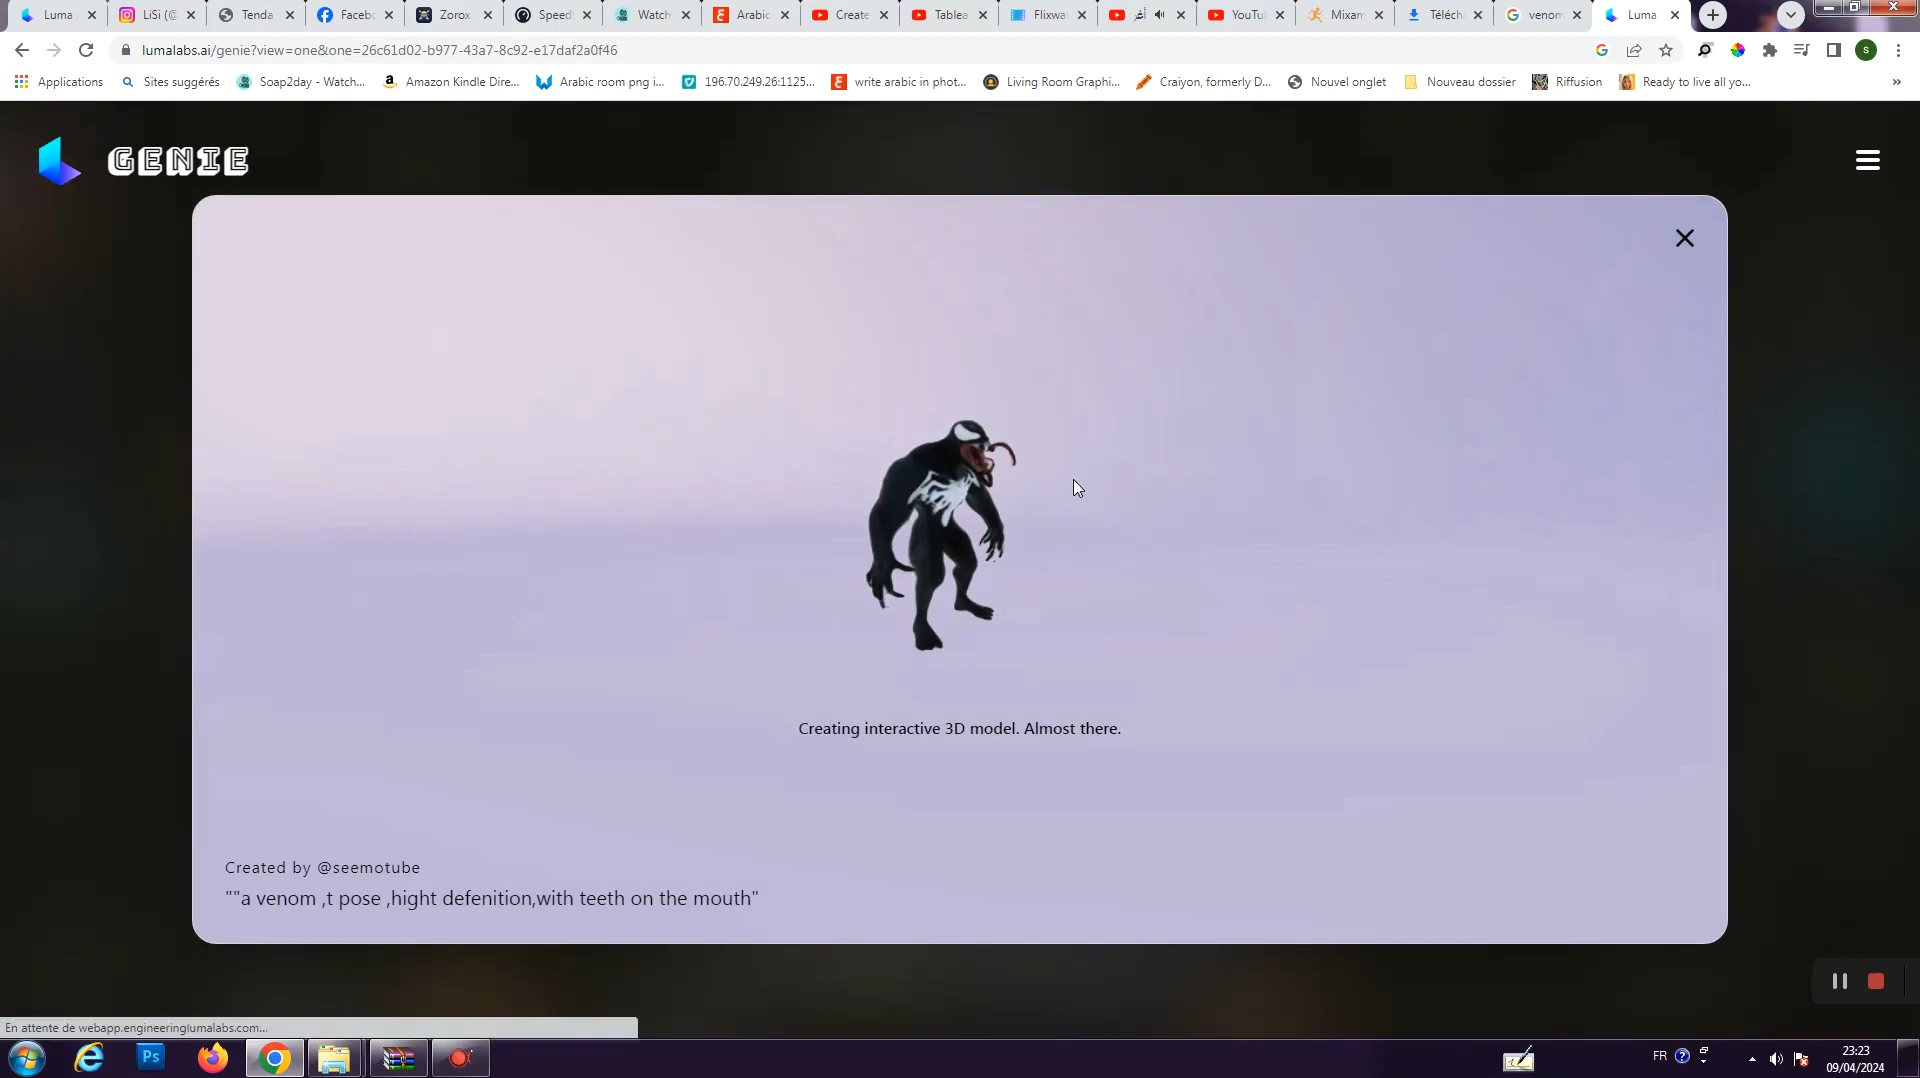 Luma
LiSi (@
Tenda
Facebo
Zorox
Speed
Watch
Arabic
Create
Tablea
Flixwa
YouTu
Mixam
Téléch
venom
Luma
lumalabs.ai/genie?view=one&one=26c61d02-b977-43a7-8c92-e17daf2a0f46
S
Applications
Sites suggérés
Soap2day - Watch...
Amazon Kindle Dire...
Arabic room png i...
196.70.249.26:1125...
write arabic in phot...
Living Room Graphi...
Craiyon, formerly D...
Nouvel onglet
Nouveau dossier
Riffusion
Ready to live all yo...
GENIE
Creating interactive 3D model. Almost there.
Created by @seemotube
""a venom ,t pose ,hight defenition,with teeth on the mouth"
En attente de webapp.engineeringlumalabs.com...
Ps
FR
23:23
09/04/2024